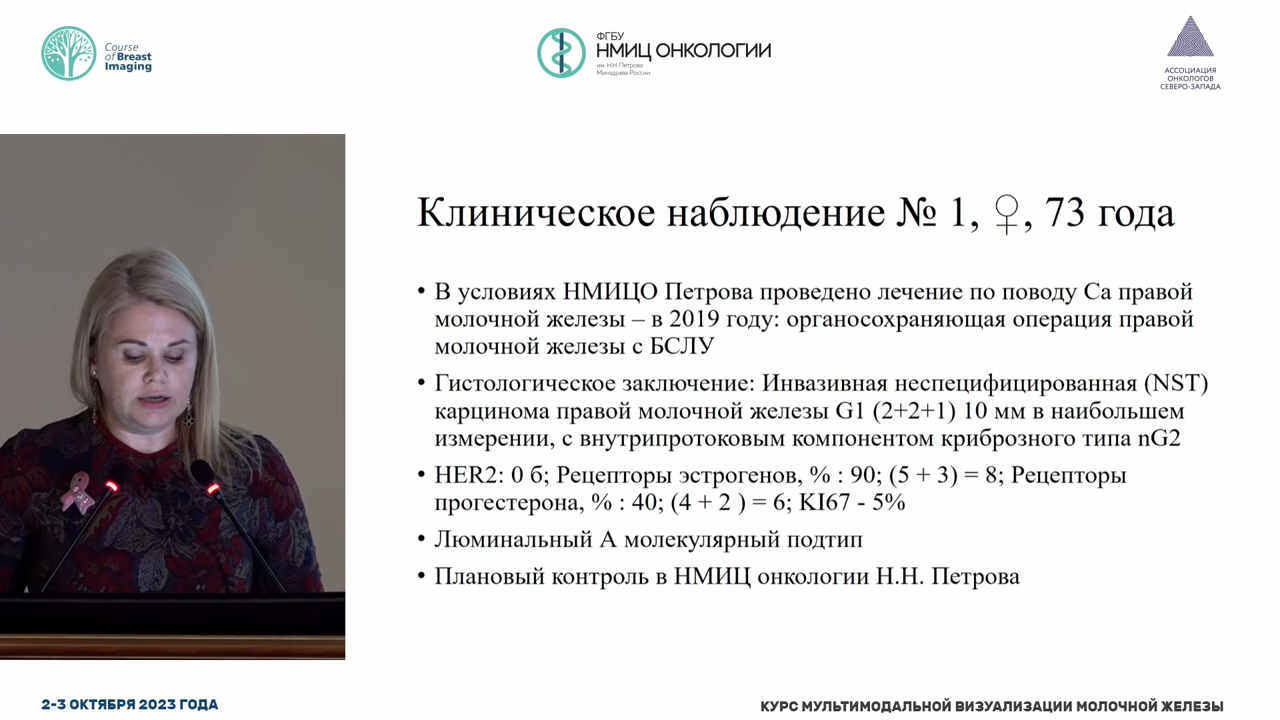 Course
of Breast
Imaging
ФГБУ
НМИЦ ОНКОЛОГИИ
им. Н.Н. Петрова
Минздрава России
АССОЦИАЦИЯ
ОНКОЛОГОВ
СЕВЕРО-ЗАПАДА
Клиническое наблюдение № 1, ♀, 73 года
• В условиях НМИЦО Петрова проведено лечение по поводу Са правой
молочной железы – в 2019 году: органосохраняющая операция правой
молочной железы с БСЛУ
• Гистологическое заключение: Инвазивная неспецифицированная (NST)
карцинома правой молочной железы G1 (2+2+1) 10 мм в наибольшем
измерении, с внутрипротоковым компонентом криброзного типа nG2
• HER2: 0 б; Рецепторы эстрогенов, % : 90; (5 + 3) = 8; Рецепторы
прогестерона, % : 40; (4 + 2 ) = 6; KI67 - 5%
• Люминальный А молекулярный подтип
• Плановый контроль в НМИЦ онкологии Н.Н. Петрова
2-3 ОКТЯБРЯ 2023 ГОДА
КУРС МУЛЬТИМОДАЛЬНОЙ ВИЗУАЛИЗАЦИИ МОЛОЧНОЙ ЖЕЛЕЗЫ